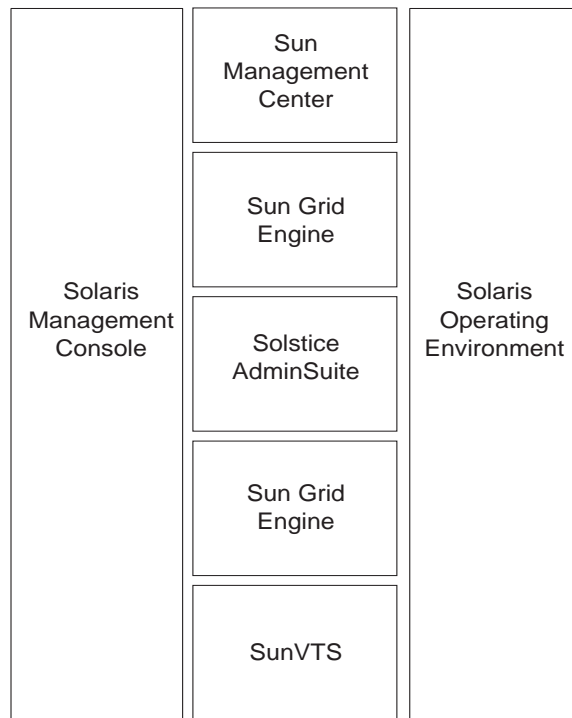 Solaris
Management
Console
Sun
Management
Center
Sun Grid
Engine
Solstice
AdminSuite
Sun Grid
Engine
SunVTS
Solaris
Operating
Environment